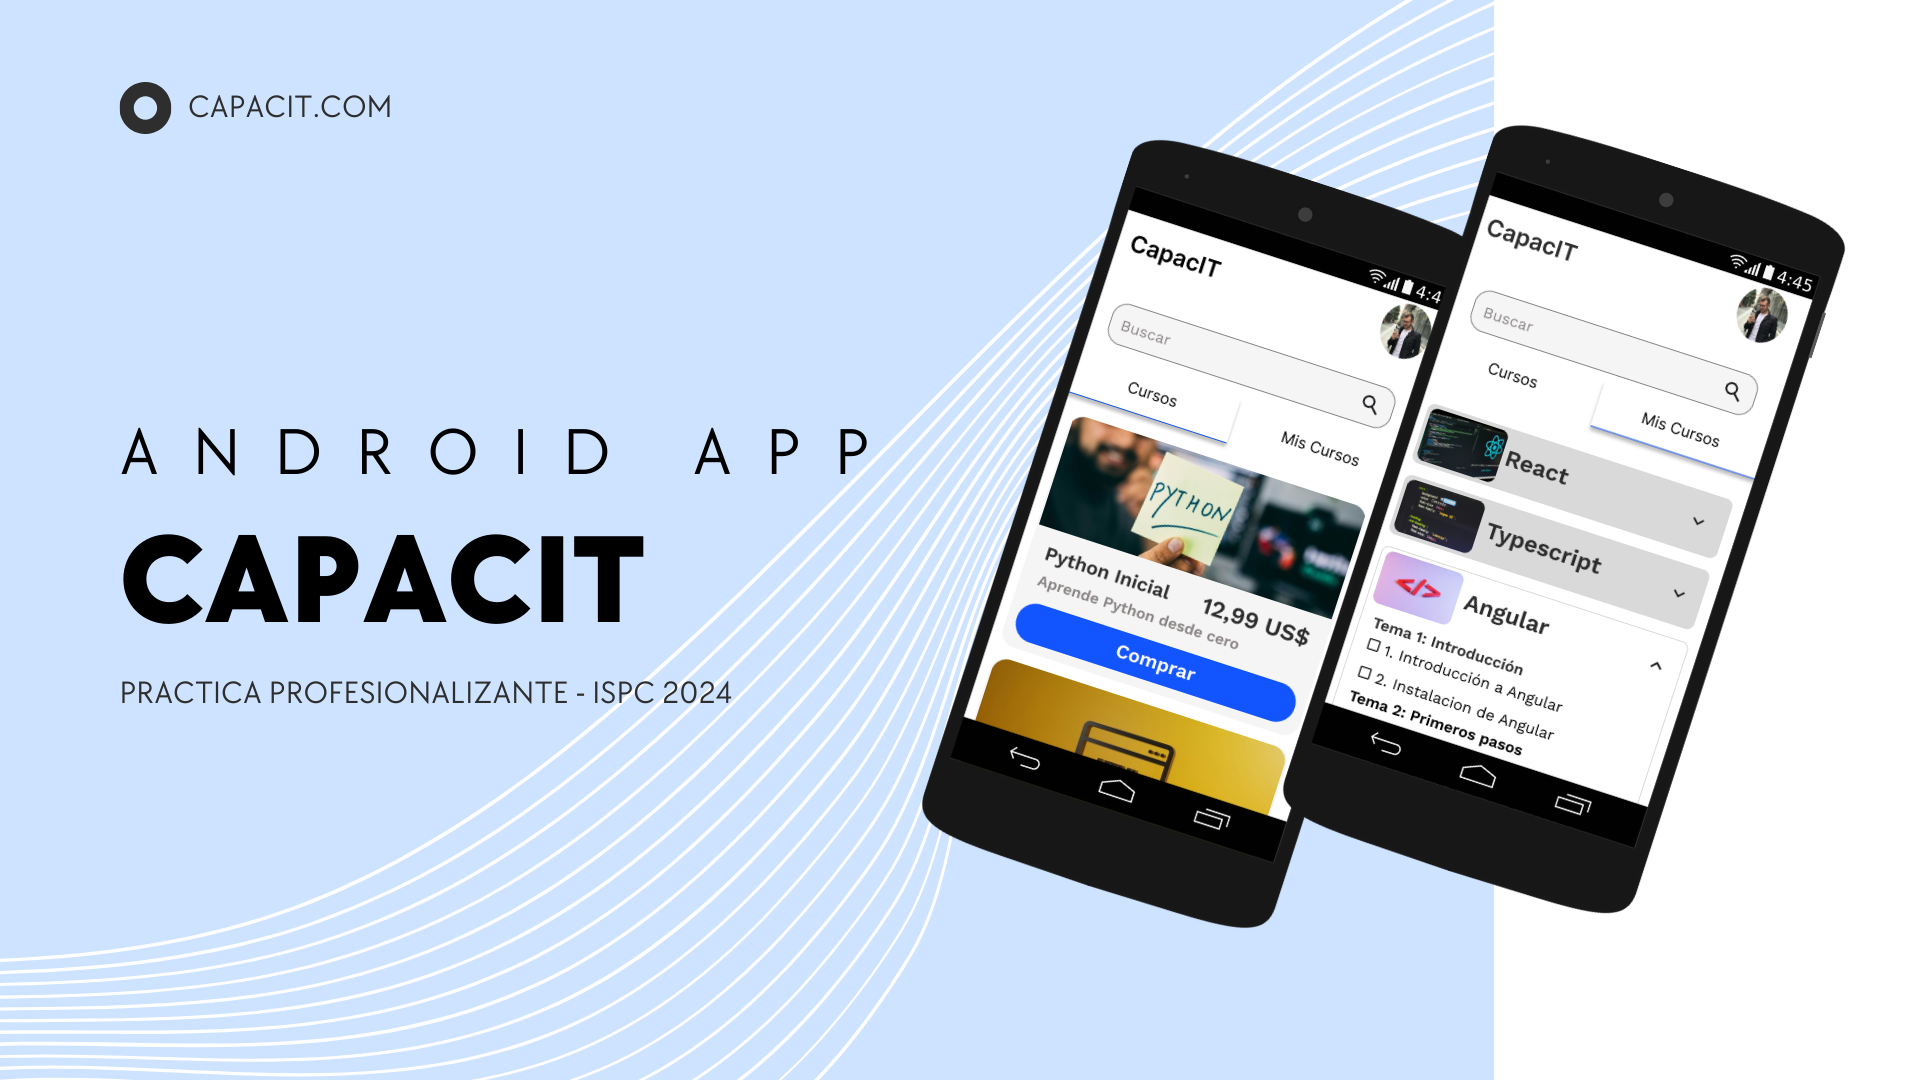 CAPACIT.COM
ANDROID APP
CAPACIT
PRACTICA PROFESIONALIZANTE - ISPC 2024
4:4
CapacIT
Buscar
Cursos
Mis Cursos
PYTHON
Python Inicial
12,99 US$
Aprende Python desde cero
Comprar
4:45
CapacIT
Buscar
Cursos
Mis Cursos
React
Typescript
</>
Angular
Tema 1: Introducción
1. Introducción a Angular
2. Instalacion de Angular
Tema 2: Primeros pasos